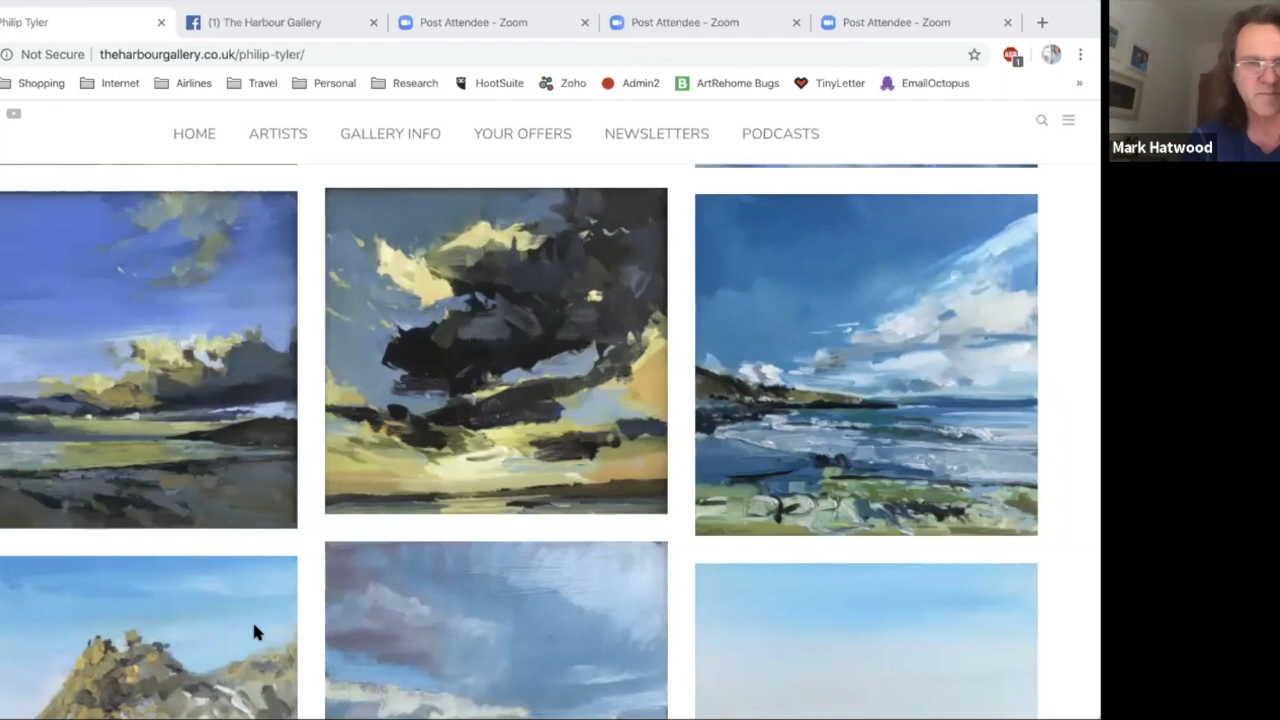 Philip Tyler
(1) The Harbour Gallery
Post Attendee - Zoom
Post Attendee - Zoom
Post Attendee - Zoom
Not Secure
theharbourgallery.co.uk/philip-tyler/
Shopping
Internet
Airlines
Travel
Personal
Research
HootSuite
Zoho
Admin2
ArtRehome Bugs
TinyLetter
EmailOctopus
»
HOME
ARTISTS
GALLERY INFO
YOUR OFFERS
NEWSLETTERS
PODCASTS
Mark Hatwood